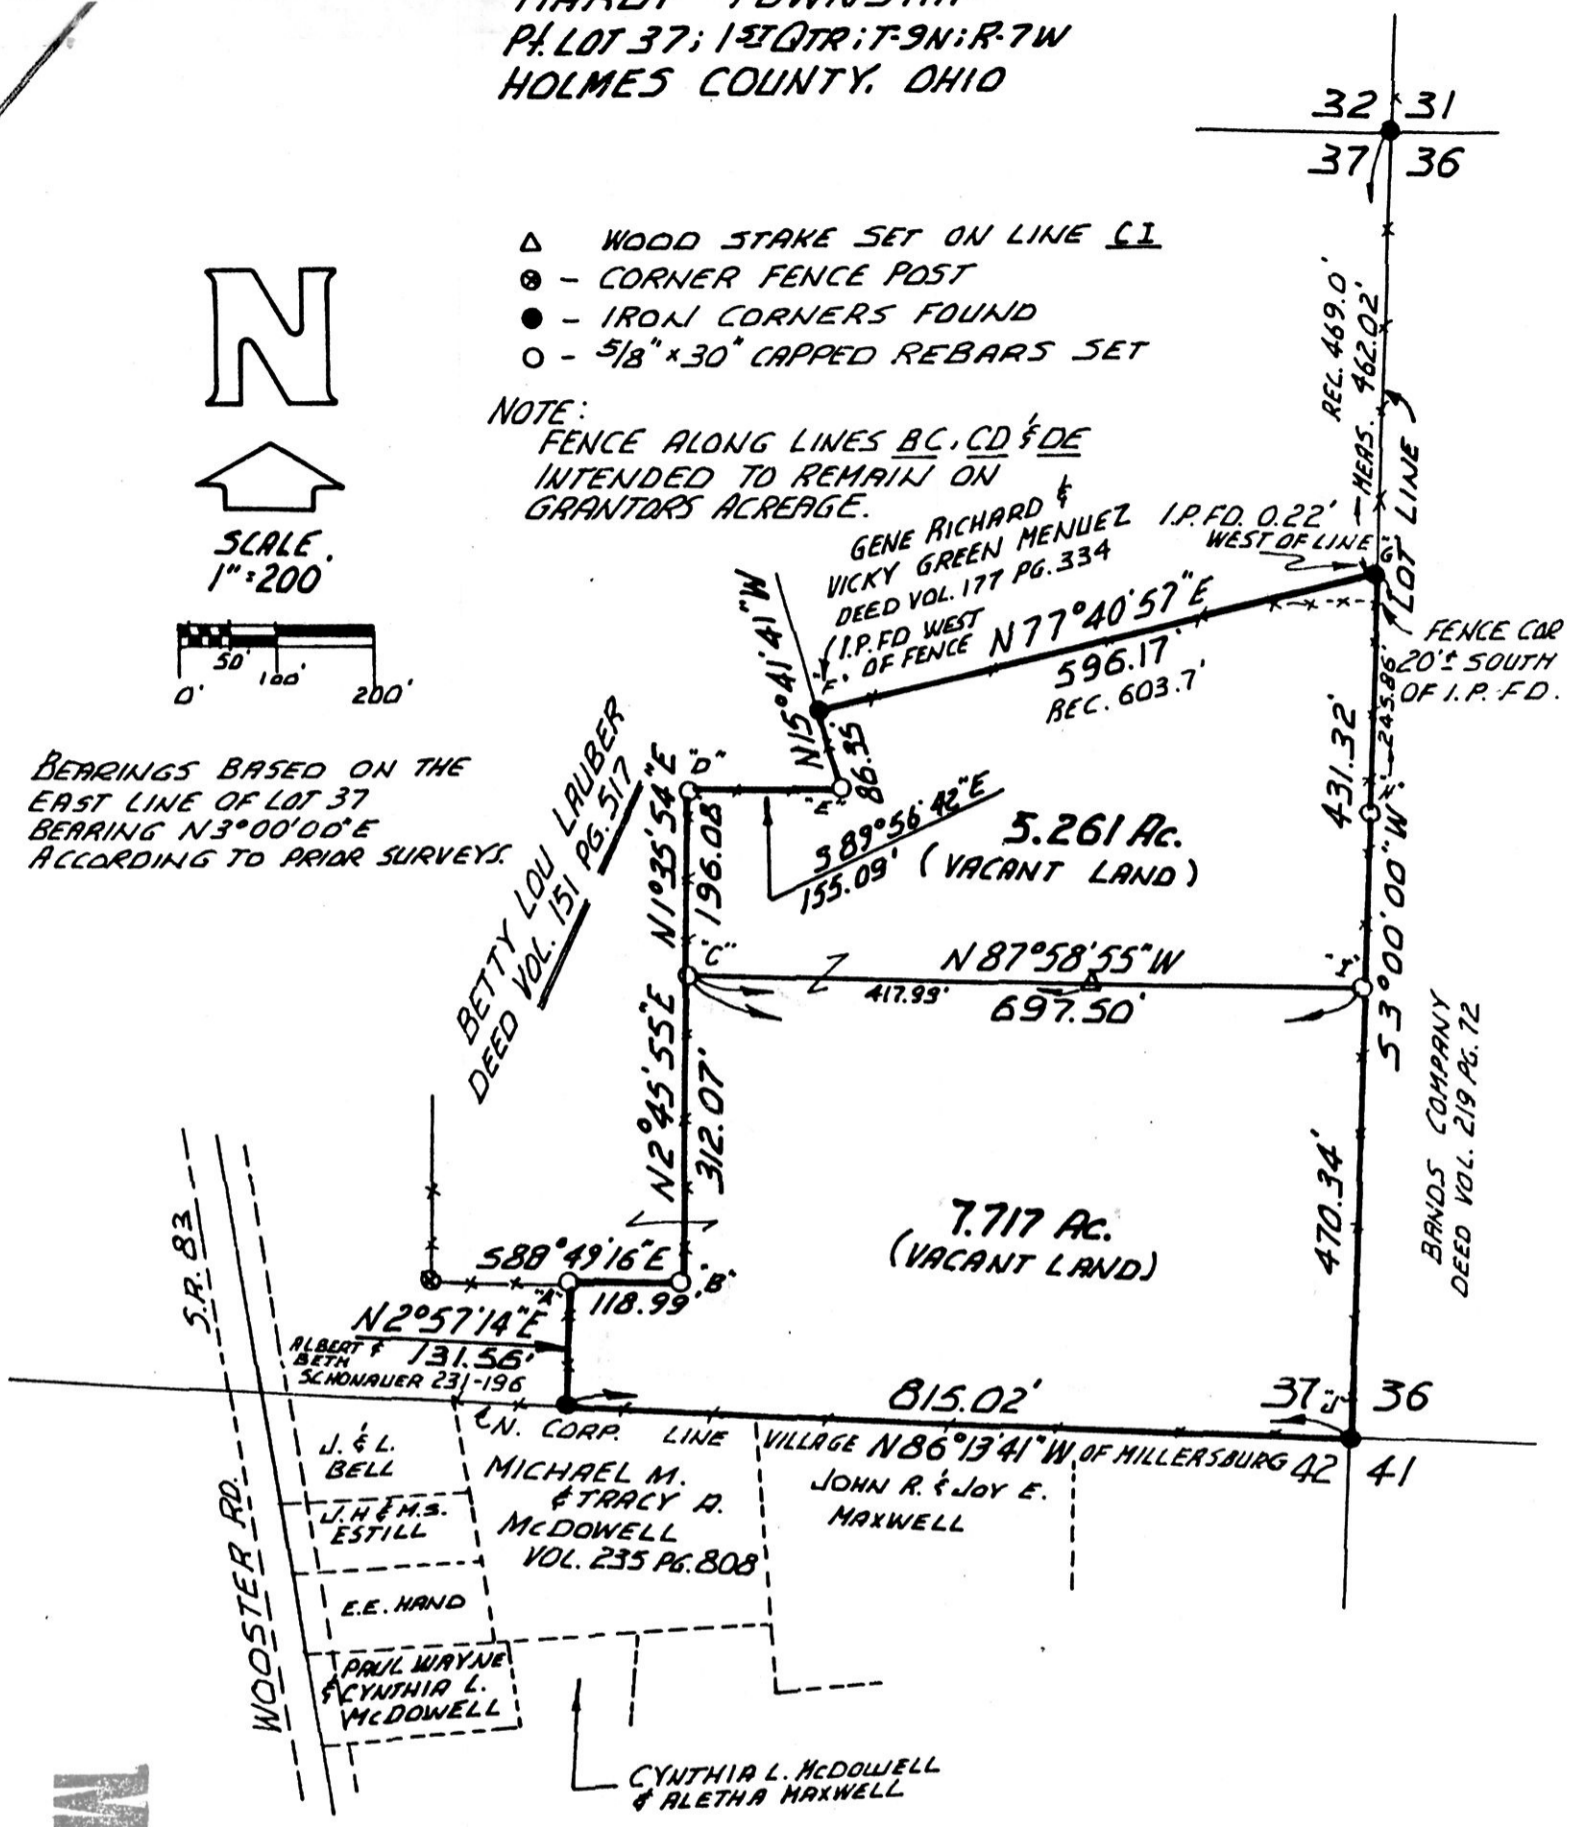 HARDY TOWNSHIP
Pt. LOT 37; 1ST QTR; T-9N; R-7W
HOLMES COUNTY, OHIO
32 31
37 36
△ WOOD STAKE SET ON LINE CI
⊗ - CORNER FENCE POST
● - IRON CORNERS FOUND
○ - 5/8" x 30" CAPPED REBARS SET
NOTE:
FENCE ALONG LINES BC, CD & DE
INTENDED TO REMAIN ON
GRANTORS ACREAGE.
N
SCALE.
1"=200'
50'
100'
0' 200'
BEARINGS BASED ON THE
EAST LINE OF LOT 37
BEARING N3°00'00"E
ACCORDING TO PRIOR SURVEYS.
REC. 469.0'
MEAS. 462.02'
LOT LINE
GENE RICHARD &
VICKY GREEN MENUEZ
DEED VOL. 177 PG. 334
I.P. FD. 0.22'
WEST OF LINE
"G"
I.P. FD WEST
OF FENCE
"F"
N77°40'57"E
596.17'
REC. 603.7'
FENCE COR
20'± SOUTH
OF I.P. FD.
N15°41'41"W
86.35'
"D"
"E"
S89°56'42"E
155.09'
5.261 Ac.
(VACANT LAND)
431.32'
245.86'
"H"
BETTY LOU LAUBER
DEED VOL. 151 PG. 517
N1°35'54"E
196.08'
"C"
N87°58'55"W
417.99'
697.50'
"I"
S3°00'00"W
N2°45'55"E
312.07'
7.717 Ac.
(VACANT LAND)
470.34'
BANDS COMPANY
DEED VOL. 219 PG. 72
S88°49'16"E
"A"
118.99'
"B"
N2°57'14"E
131.56'
ALBERT &
BETH
SCHONAUER 231-196
815.02'
37 "J" 36
N. CORP. LINE VILLAGE N86°13'41"W OF MILLERSBURG 42 41
S.R. 83
WOOSTER RD.
J. & L.
BELL
J.H & M.S.
ESTILL
E.E. HAND
PAUL WAYNE
& CYNTHIA L.
McDOWELL
MICHAEL M.
& TRACY A.
McDOWELL
VOL. 235 PG. 808
JOHN R. & JOY E.
MAXWELL
CYNTHIA L. McDOWELL
& ALETHA MAXWELL